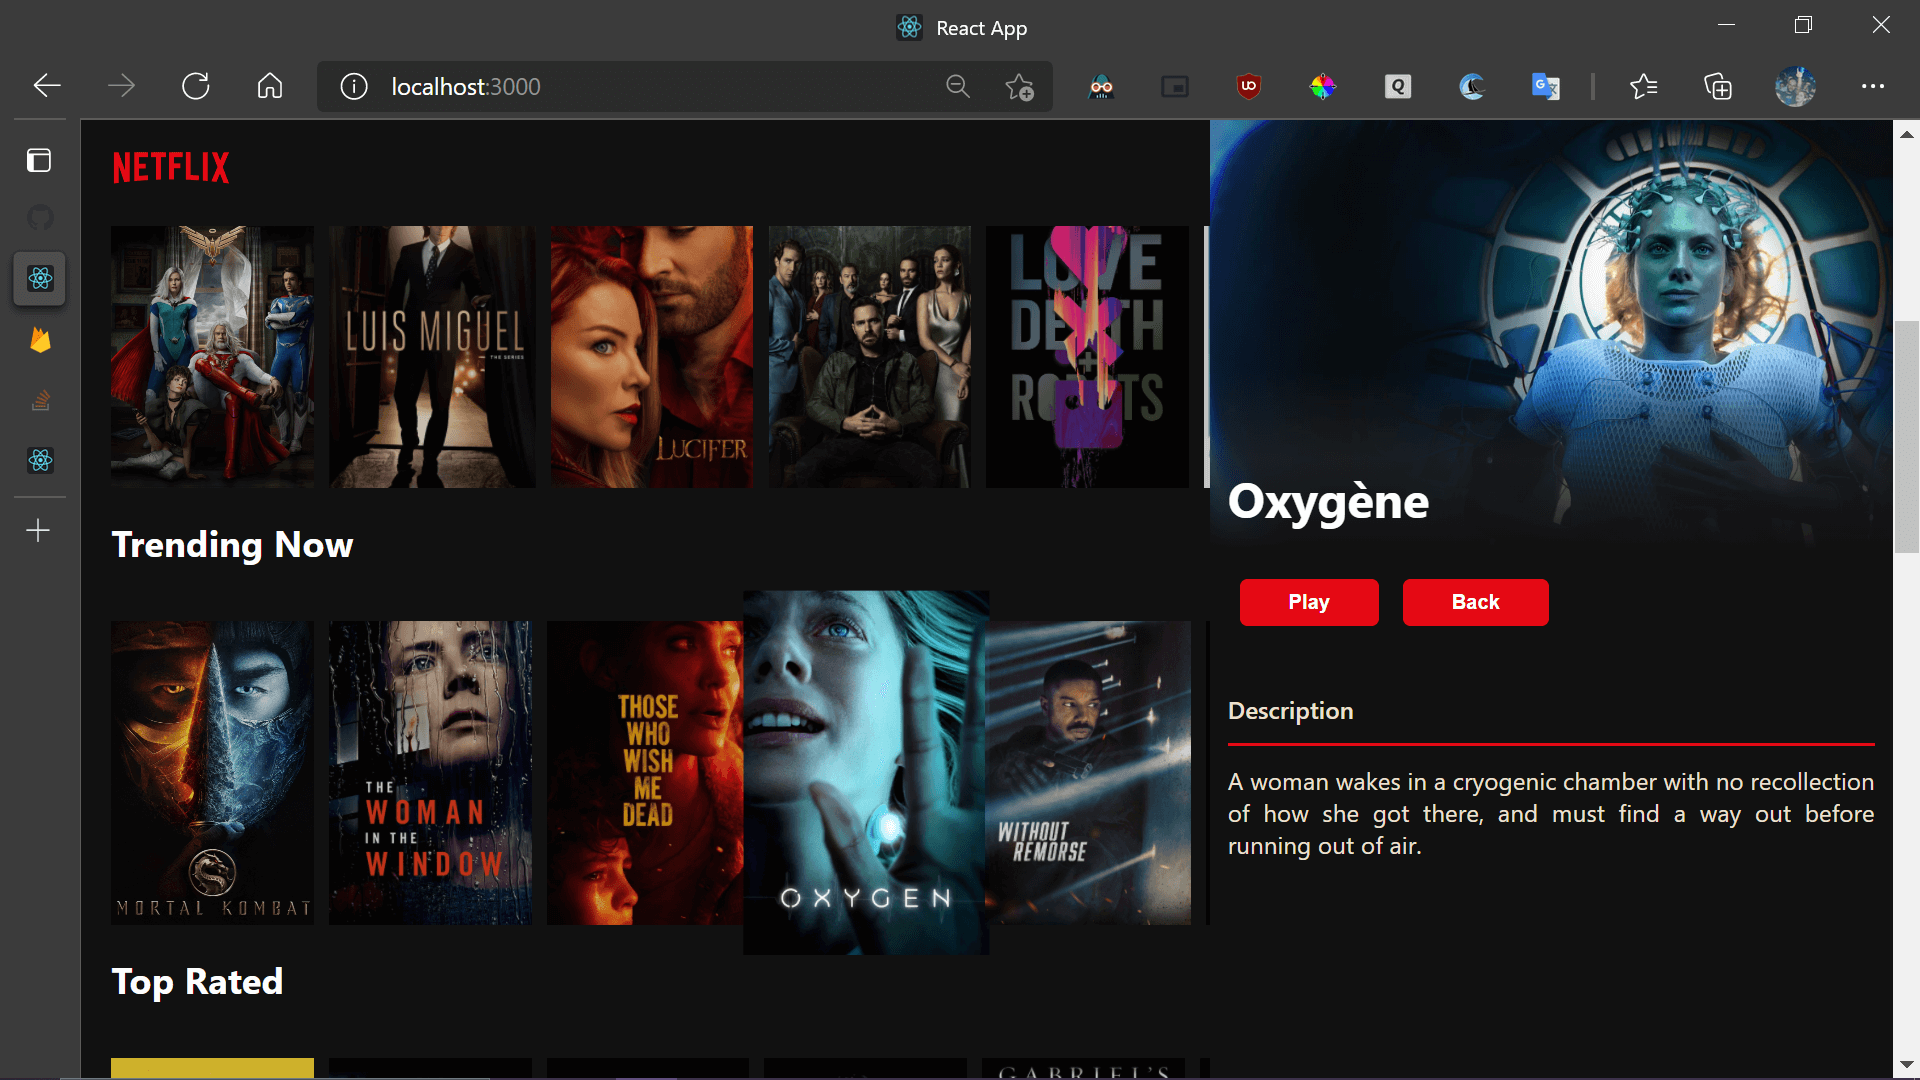 React App
localhost:3000
NETFLIX
LUIS MIGUEL
THE SERIES
LUCIFER
LOVE
DEATH
+
ROBOTS
Oxygène
Trending Now
Play
Back
MORTAL KOMBAT
THE
WOMAN
IN THE
WINDOW
THOSE
WHO
WISH
ME
DEAD
OXYGEN
WITHOUT
REMORSE
Description
A woman wakes in a cryogenic chamber with no recollection
of how she got there, and must find a way out before
running out of air.
Top Rated
GABRIEL'S